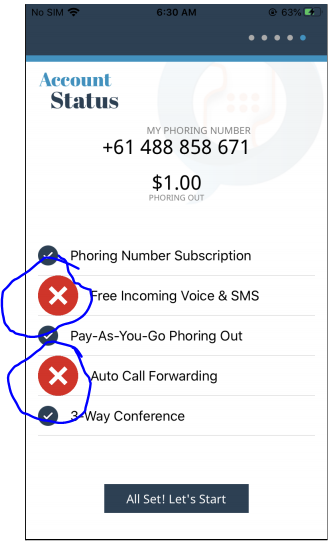 No SIM 6:30 AM 63%
Account
Status
MY PHORING NUMBER
+61 488 858 671
$1.00
PHORING OUT
Phoring Number Subscription
Free Incoming Voice & SMS
Pay-As-You-Go Phoring Out
Auto Call Forwarding
3-Way Conference
All Set! Let's Start